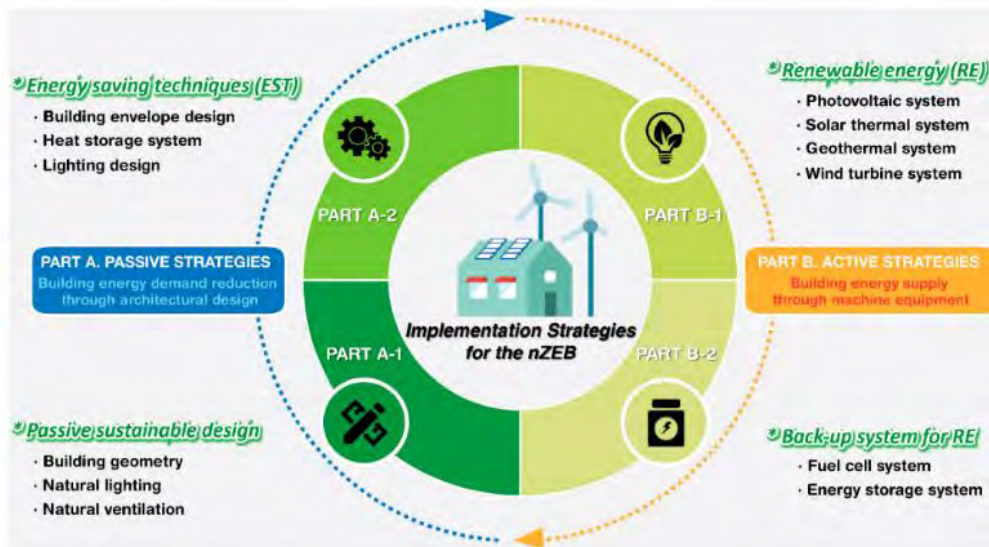 *Energy saving techniques (EST)
· Building envelope design
· Heat storage system
· Lighting design
*Renewable energy (RE)
· Photovoltaic system
· Solar thermal system
· Geothermal system
· Wind turbine system
PART A-2
PART B-1
PART A. PASSIVE STRATEGIES
Building energy demand reduction
through architectural design
PART B. ACTIVE STRATEGIES
Building energy supply
through machine equipment
Implementation Strategies
for the nZEB
PART A-1
PART B-2
*Passive sustainable design
· Building geometry
· Natural lighting
· Natural ventilation
*Back-up system for RE
· Fuel cell system
· Energy storage system